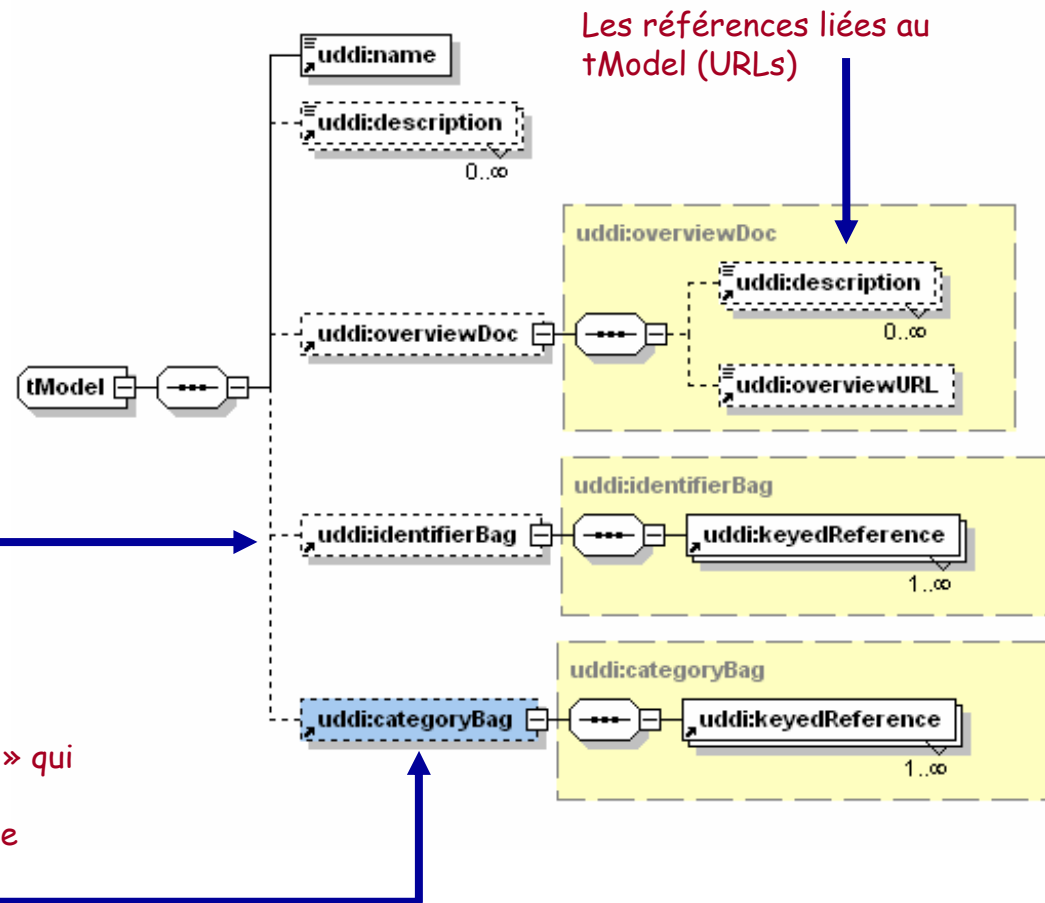 Les références liées au
tModel (URLs)
uddi:name
uddi:description
0..∞
uddi:overviewDoc
uddi:description
0..∞
uddi:overviewDoc
uddi:overviewURL
tModel
uddi:identifierBag
uddi:identifierBag
uddi:keyedReference
1..∞
uddi:categoryBag
uddi:categoryBag
uddi:keyedReference
1..∞
» qui
e